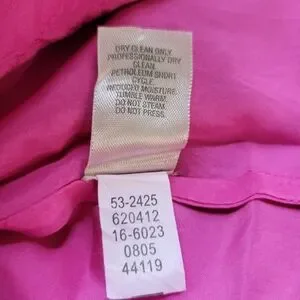 DRY CLEAN ONLY
PROFESSIONALLY DRY
CLEAN.
PETROLEUM SHORT
CYCLE.
REDUCED MOISTURE.
TUMBLE WARM.
DO NOT STEAM.
DO NOT PRESS.
53-2425
620412
16-6023
0805
44119